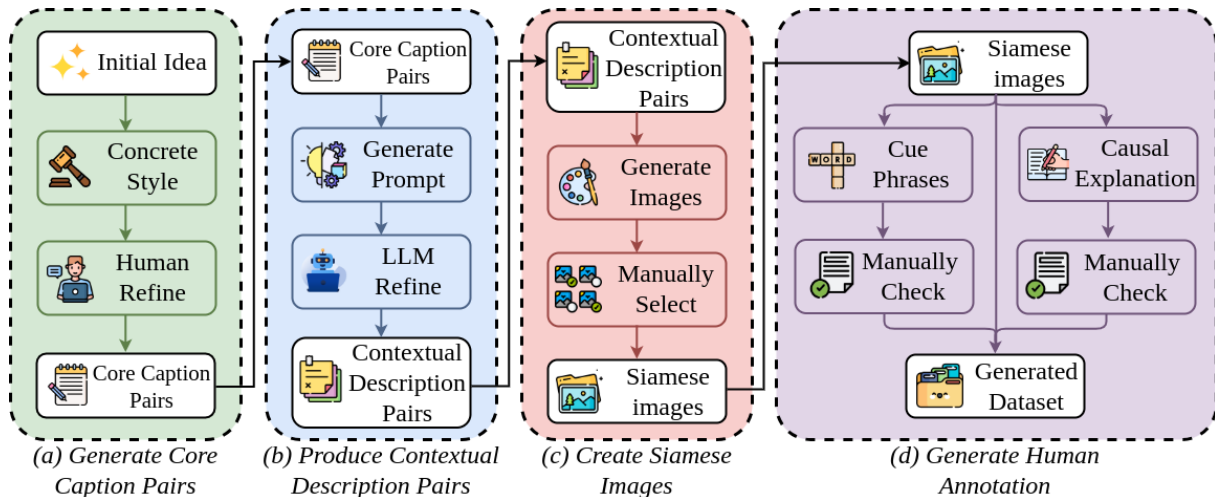 Initial Idea
Concrete
Style
Human
Refine
Core Caption
Pairs
(a) Generate Core
Caption Pairs
Core Caption
Pairs
Generate
Prompt
LLM
Refine
Contextual
Description
Pairs
(b) Produce Contextual
Description Pairs
Contextual
Description
Pairs
Generate
Images
Manually
Select
Siamese
images
(c) Create Siamese
Images
Siamese
images
WORD
Cue
Phrases
Causal
Explanation
Manually
Check
Manually
Check
Generated
Dataset
(d) Generate Human
Annotation